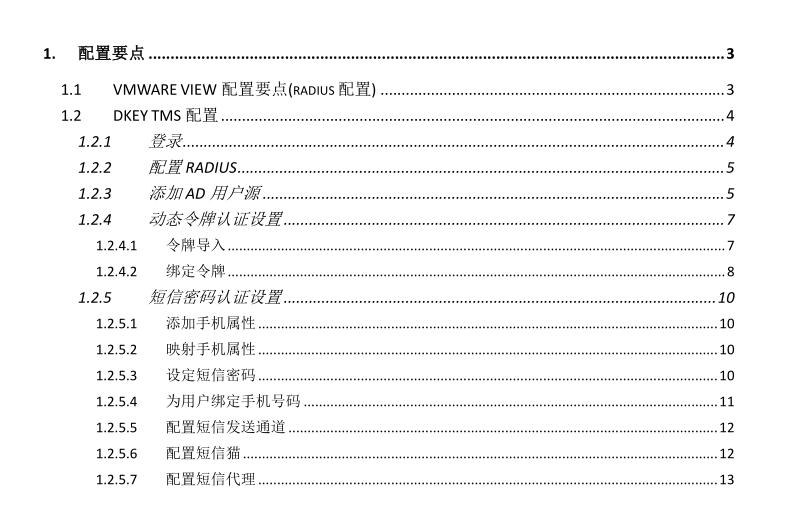 1. 配置要点 3
1.1 VMWARE VIEW 配置要点(RADIUS 配置) 3
1.2 DKEY TMS 配置 4
1.2.1 登录 4
1.2.2 配置 RADIUS 5
1.2.3 添加 AD 用户源 5
1.2.4 动态令牌认证设置 7
1.2.4.1 令牌导入 7
1.2.4.2 绑定令牌 8
1.2.5 短信密码认证设置 10
1.2.5.1 添加手机属性 10
1.2.5.2 映射手机属性 10
1.2.5.3 设定短信密码 10
1.2.5.4 为用户绑定手机号码 11
1.2.5.5 配置短信发送通道 12
1.2.5.6 配置短信猫 12
1.2.5.7 配置短信代理 13